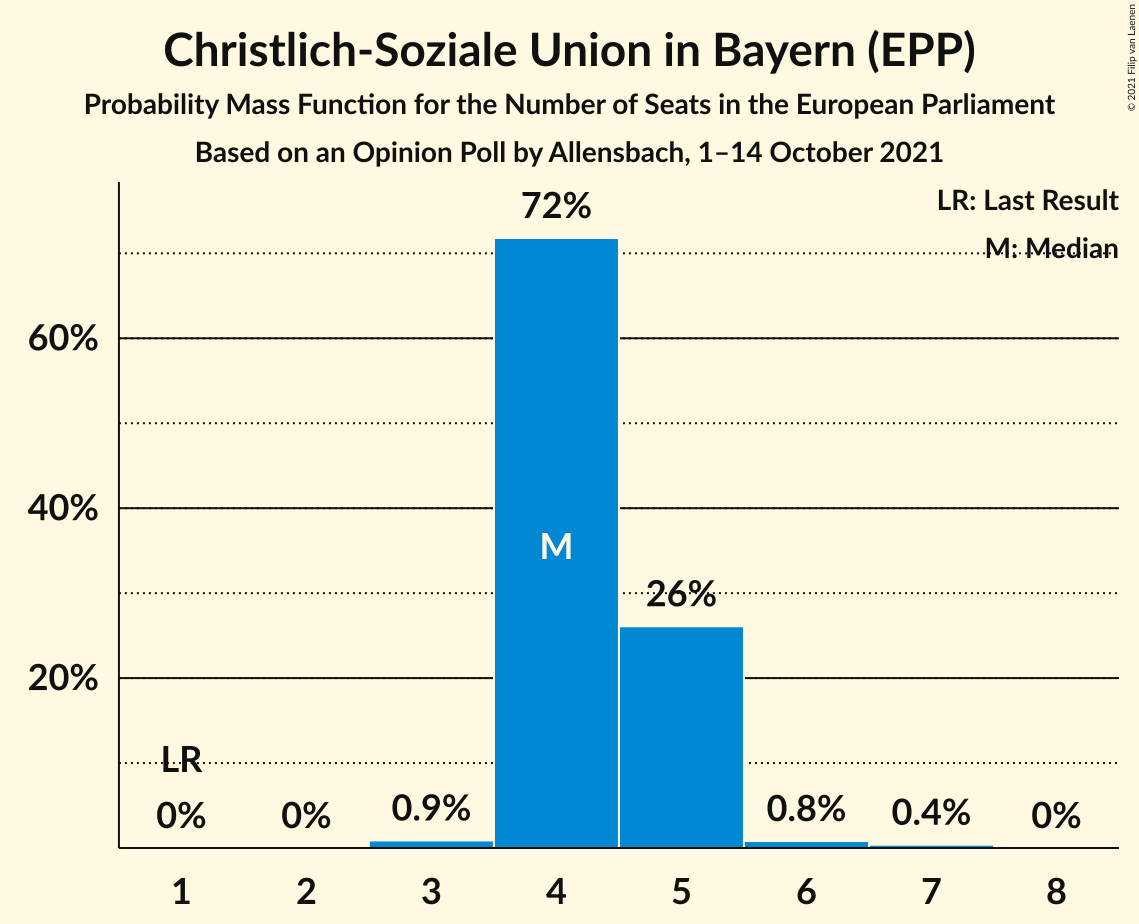 Christlich-Soziale Union in Bayern (EPP)
Probability Mass Function for the Number of Seats in the European Parliament
Based on an Opinion Poll by Allensbach, 1–14 October 2021
© 2021 Filip van Laenen
LR: Last Result
M: Median
72%
60%
40%
M
26%
20%
LR
0%
0%
0.9%
0.8%
0.4%
0%
1 2 3 4 5 6 7 8